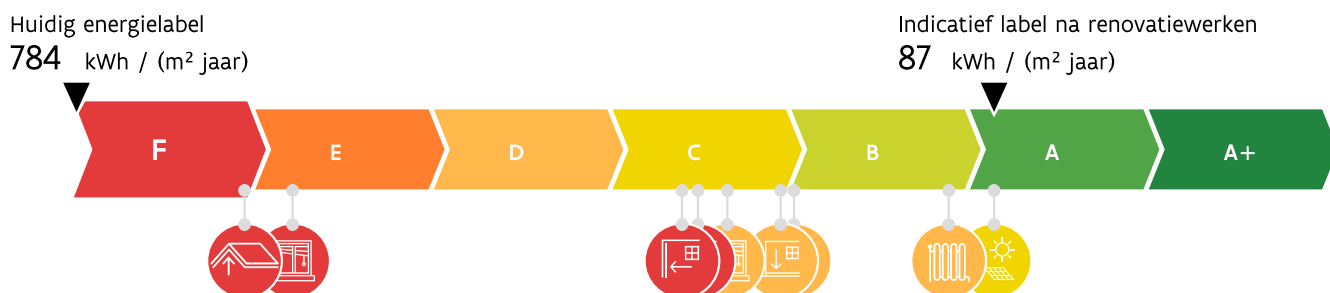 Huidig energielabel
784 kWh / (m² jaar)
Indicatief label na renovatiewerken
87 kWh / (m² jaar)
F E D C B A A+